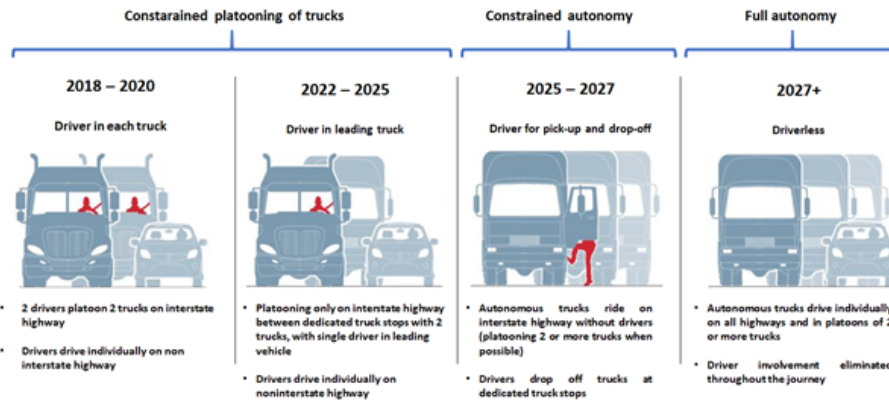 Constarained platooning of trucks
Constrained autonomy
Full autonomy
2018 – 2020
Driver in each truck
• 2 drivers platoon 2 trucks on interstate
highway
• Drivers drive individually on non
interstate highway
2022 – 2025
Driver in leading truck
• Platooning only on interstate highway
between dedicated truck stops with 2
trucks, with single driver in leading
vehicle
• Drivers drive individually on
noninterstate highway
2025 – 2027
Driver for pick-up and drop-off
• Autonomous trucks ride on
interstate highway without drivers
(platooning 2 or more trucks when
possible)
• Drivers drop off trucks at
dedicated truck stops
2027+
Driverless
• Autonomous trucks drive individually
on all highways and in platoons of 2
or more trucks
• Driver involvement eliminated
throughout the journey